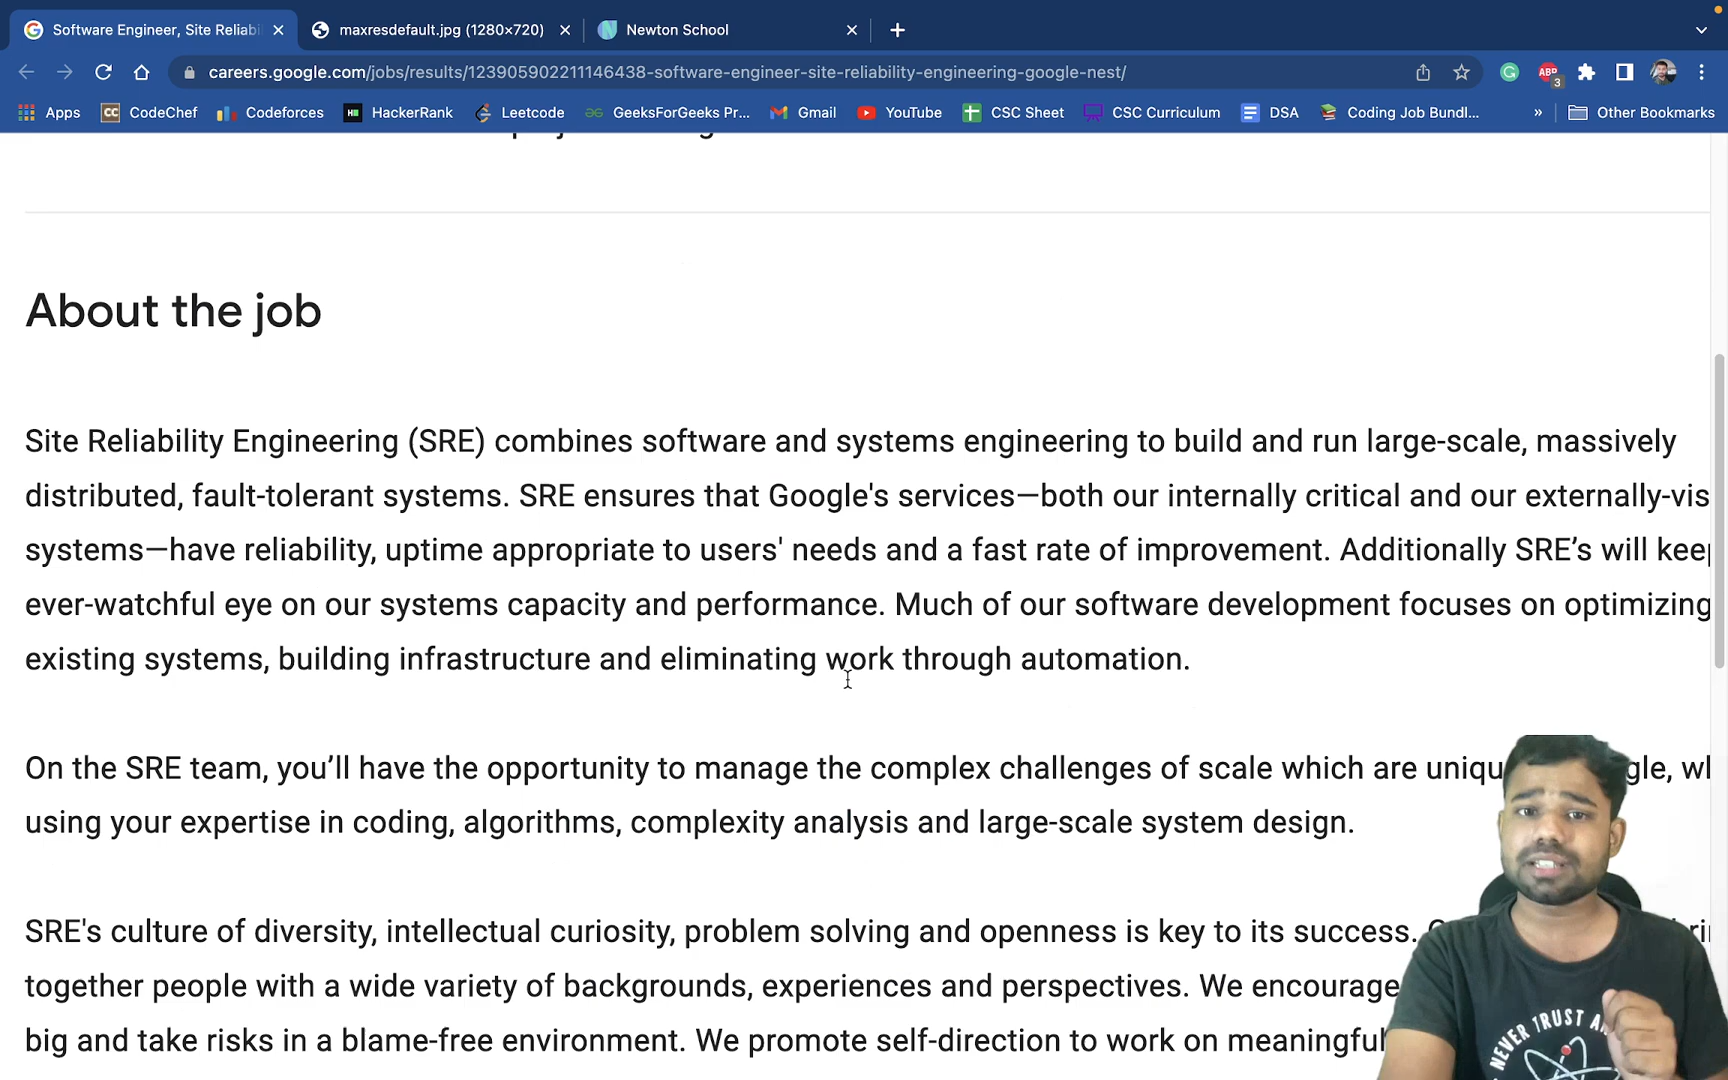 Software Engineer, Site Reliabi
maxresdefault.jpg (1280×720)
Newton School
careers.google.com/jobs/results/123905902211146438-software-engineer-site-reliability-engineering-google-nest/
ABP
3
Apps
CC
CodeChef
Codeforces
HackerRank
Leetcode
GeeksForGeeks Pr...
Gmail
YouTube
CSC Sheet
CSC Curriculum
DSA
Coding Job Bundl...
»
Other Bookmarks
About the job
Site Reliability Engineering (SRE) combines software and systems engineering to build and run large-scale, massively
distributed, fault-tolerant systems. SRE ensures that Google's services—both our internally critical and our externally-vis
systems—have reliability, uptime appropriate to users' needs and a fast rate of improvement. Additionally SRE’s will keep
ever-watchful eye on our systems capacity and performance. Much of our software development focuses on optimizing
existing systems, building infrastructure and eliminating work through automation.
On the SRE team, you’ll have the opportunity to manage the complex challenges of scale which are uniqu gle, wh
using your expertise in coding, algorithms, complexity analysis and large-scale system design.
SRE's culture of diversity, intellectual curiosity, problem solving and openness is key to its success.
together people with a wide variety of backgrounds, experiences and perspectives. We encourage
big and take risks in a blame-free environment. We promote self-direction to work on meaningful
NEVER TRUST